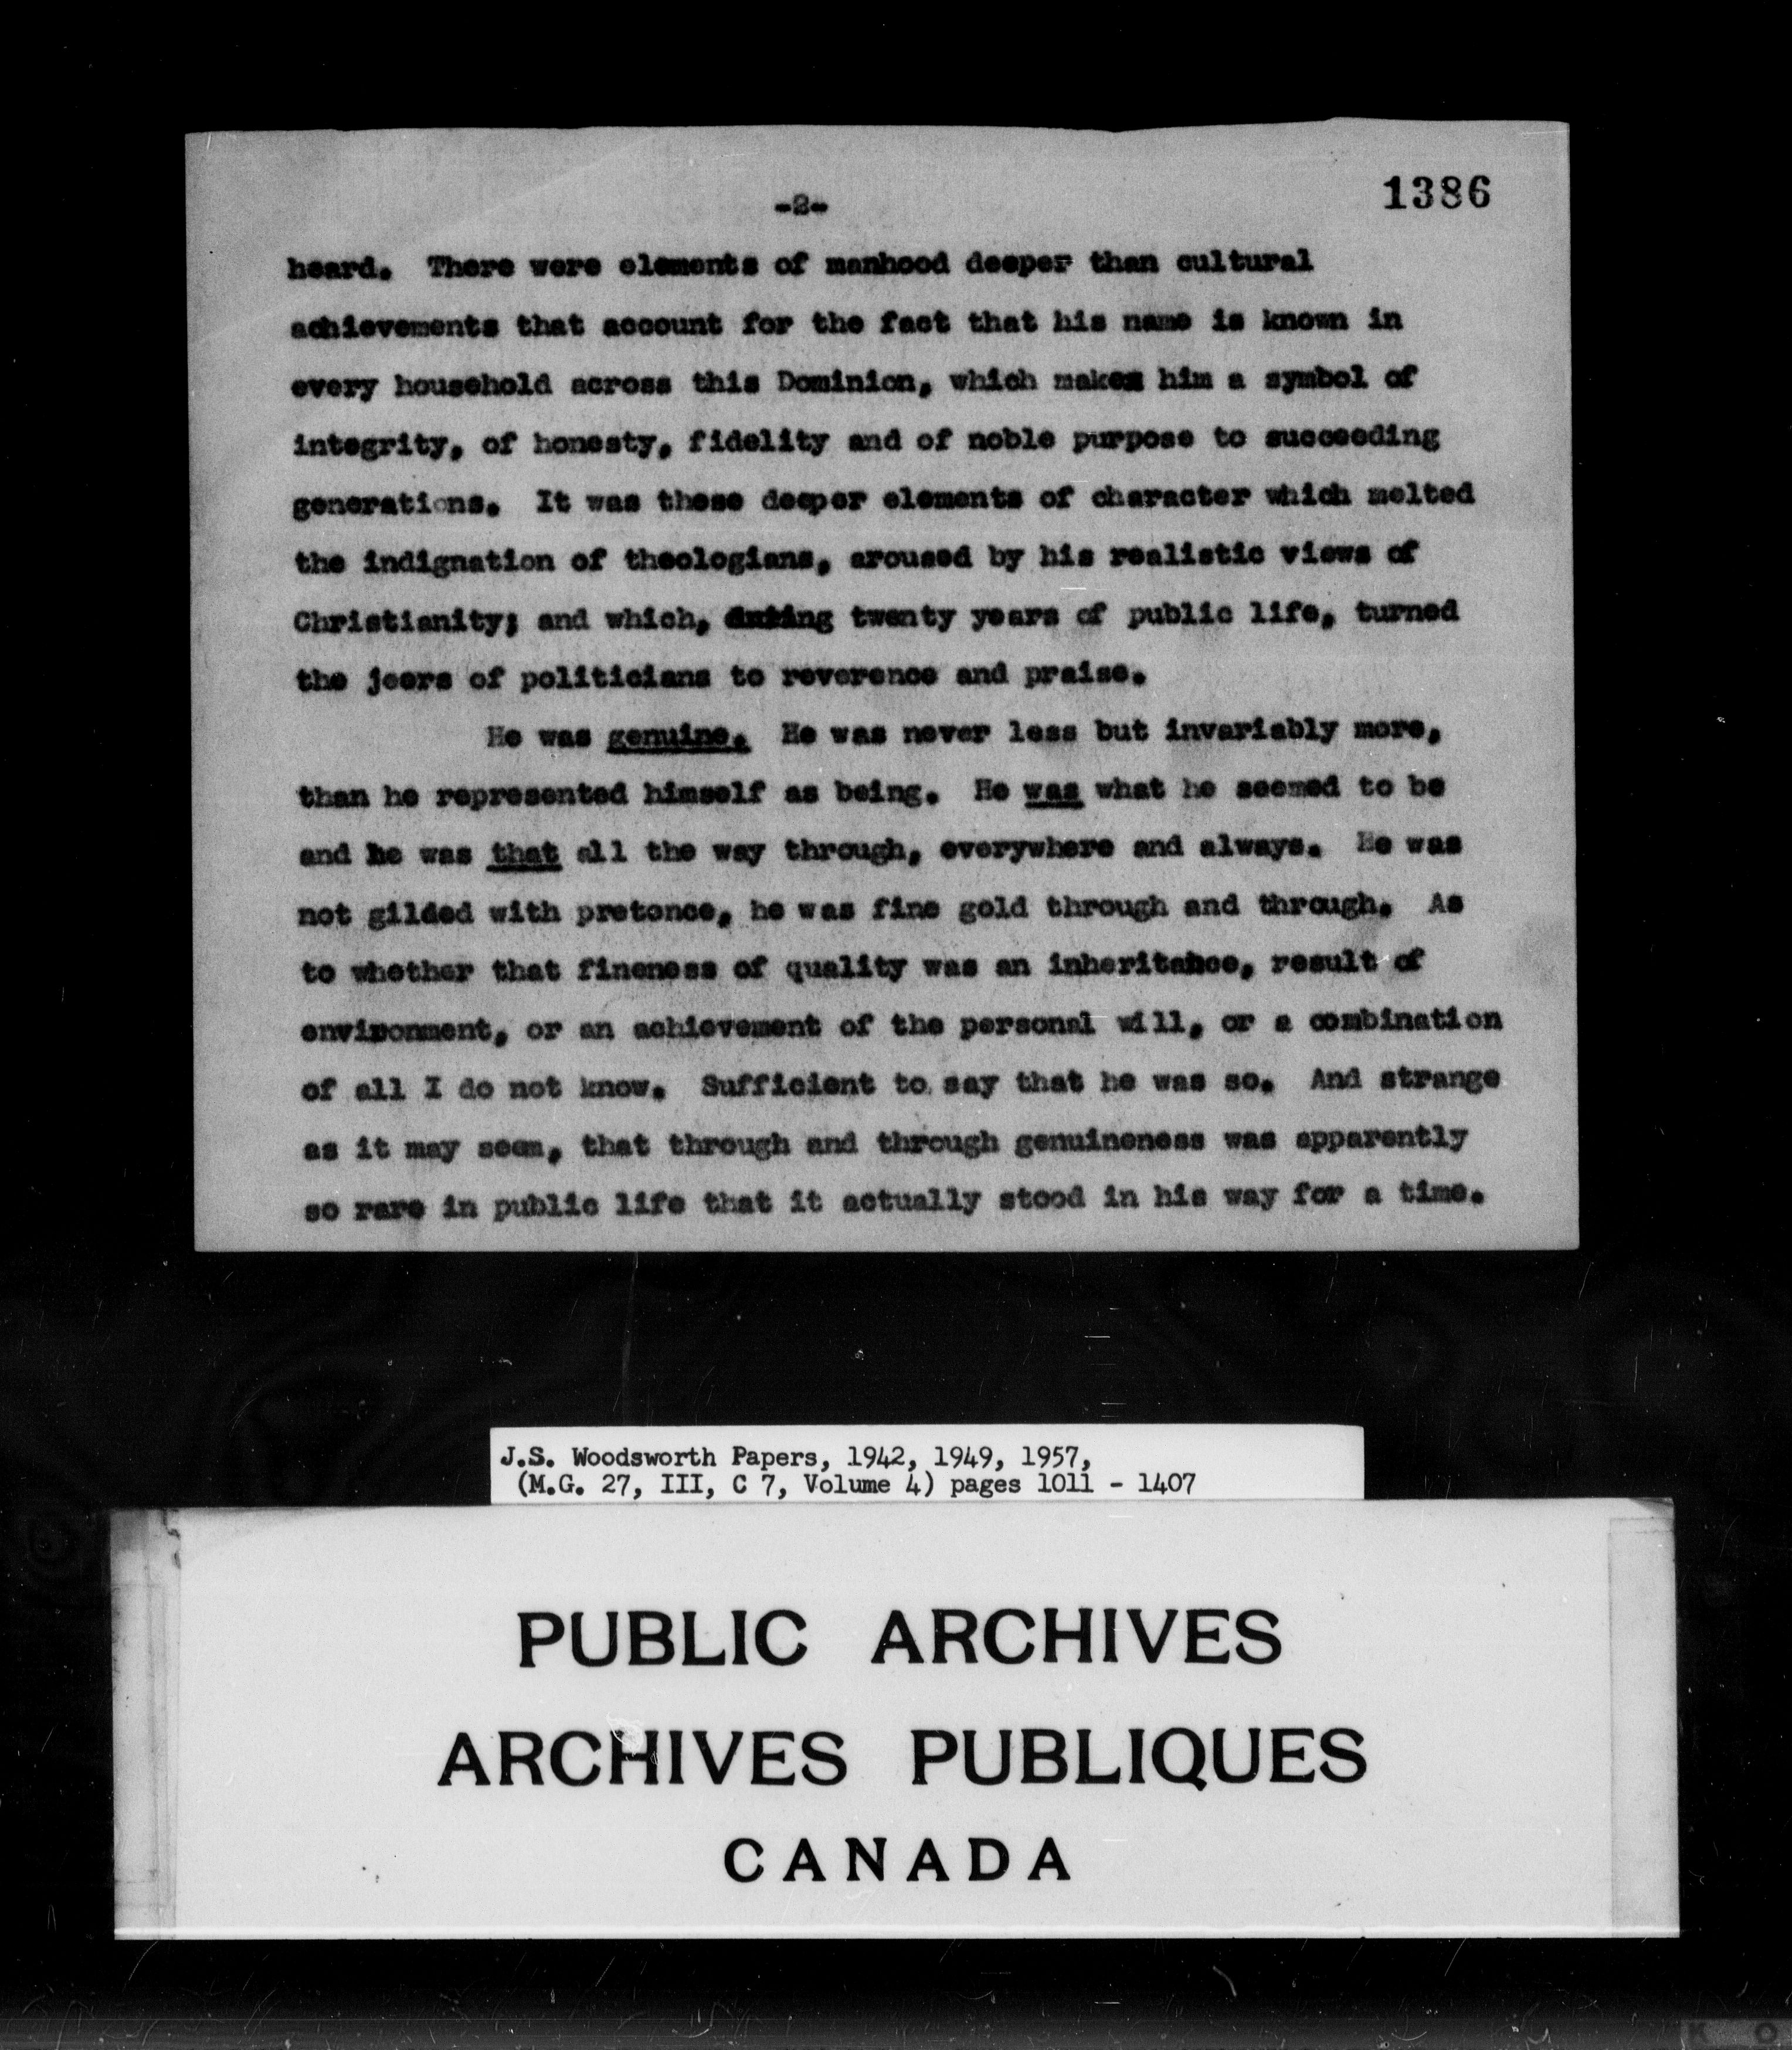 1386
-2-
heard. There were elements of manhood deeper than cultural
achievements that account for the fact that his name is known in
every household across this Dominion, which makes him a symbol of
integrity, of honesty, fidelity and of noble purpose to succeeding
generations. It was these deeper elements of character which melted
the indignation of theologians, aroused by his realistic views of
Christianity; and which, during twenty years of public life, turned
the jeers of politicians to reverence and praise.
He was genuine. He was never less but invariably more,
than he represented himself as being. He was what he seemed to be
and he was that all the way through, everywhere and always. He was
not gilded with pretence, he was fine gold through and through. As
to whether that fineness of quality was an inheritance, result of
environment, or an achievement of the personal will, or a combination
of all I do not know. Sufficient to say that he was so. And strange
as it may seem, that through and through genuineness was apparently
so rare in public life that it actually stood in his way for a time.
J.S. Woodsworth Papers, 1942, 1949, 1957,
(M.G. 27, III, C 7, Volume 4) pages 1011 - 1407
PUBLIC ARCHIVES
ARCHIVES PUBLIQUES
CANADA